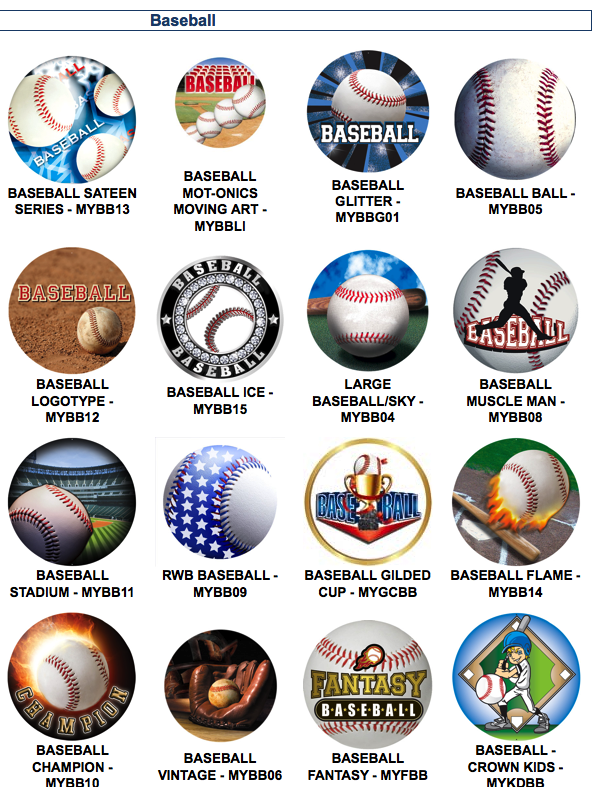 Baseball
BASEBALL
BASEBALL
BASEBALL
BASEBALL
BASEBALL SATEEN
SERIES - MYBB13
BASEBALL
MOT-ONICS
MOVING ART -
MYBBLI
BASEBALL
GLITTER -
MYBBG01
BASEBALL BALL -
MYBB05
BASEBALL
BASEBALL
BASEBALL
BASEBALL
BASEBALL
LOGOTYPE -
MYBB12
BASEBALL ICE -
MYBB15
LARGE
BASEBALL/SKY -
MYBB04
BASEBALL
MUSCLE MAN -
MYBB08
BASEBALL
BASEBALL
STADIUM - MYBB11
RWB BASEBALL -
MYBB09
BASEBALL GILDED
CUP - MYGCBB
BASEBALL FLAME -
MYBB14
CHAMPION
FANTASY
BASEBALL
BASEBALL
CHAMPION -
MYBB10
BASEBALL
VINTAGE - MYBB06
BASEBALL
FANTASY - MYFBB
BASEBALL -
CROWN KIDS -
MYKDBB